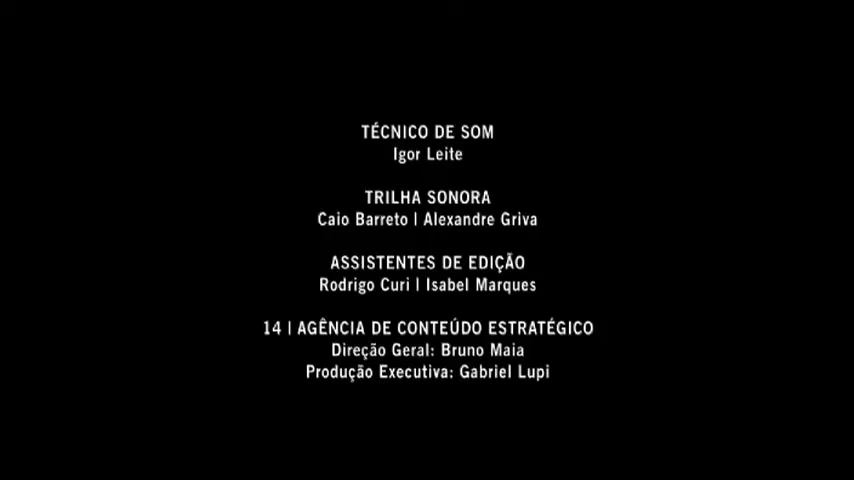 TÉCNICO DE SOM
Igor Leite
TRILHA SONORA
Caio Barreto | Alexandre Griva
ASSISTENTES DE EDIÇÃO
Rodrigo Curi | Isabel Marques
14 | AGÊNCIA DE CONTEÚDO ESTRATÉGICO
Direção Geral: Bruno Maia
Produção Executiva: Gabriel Lupi